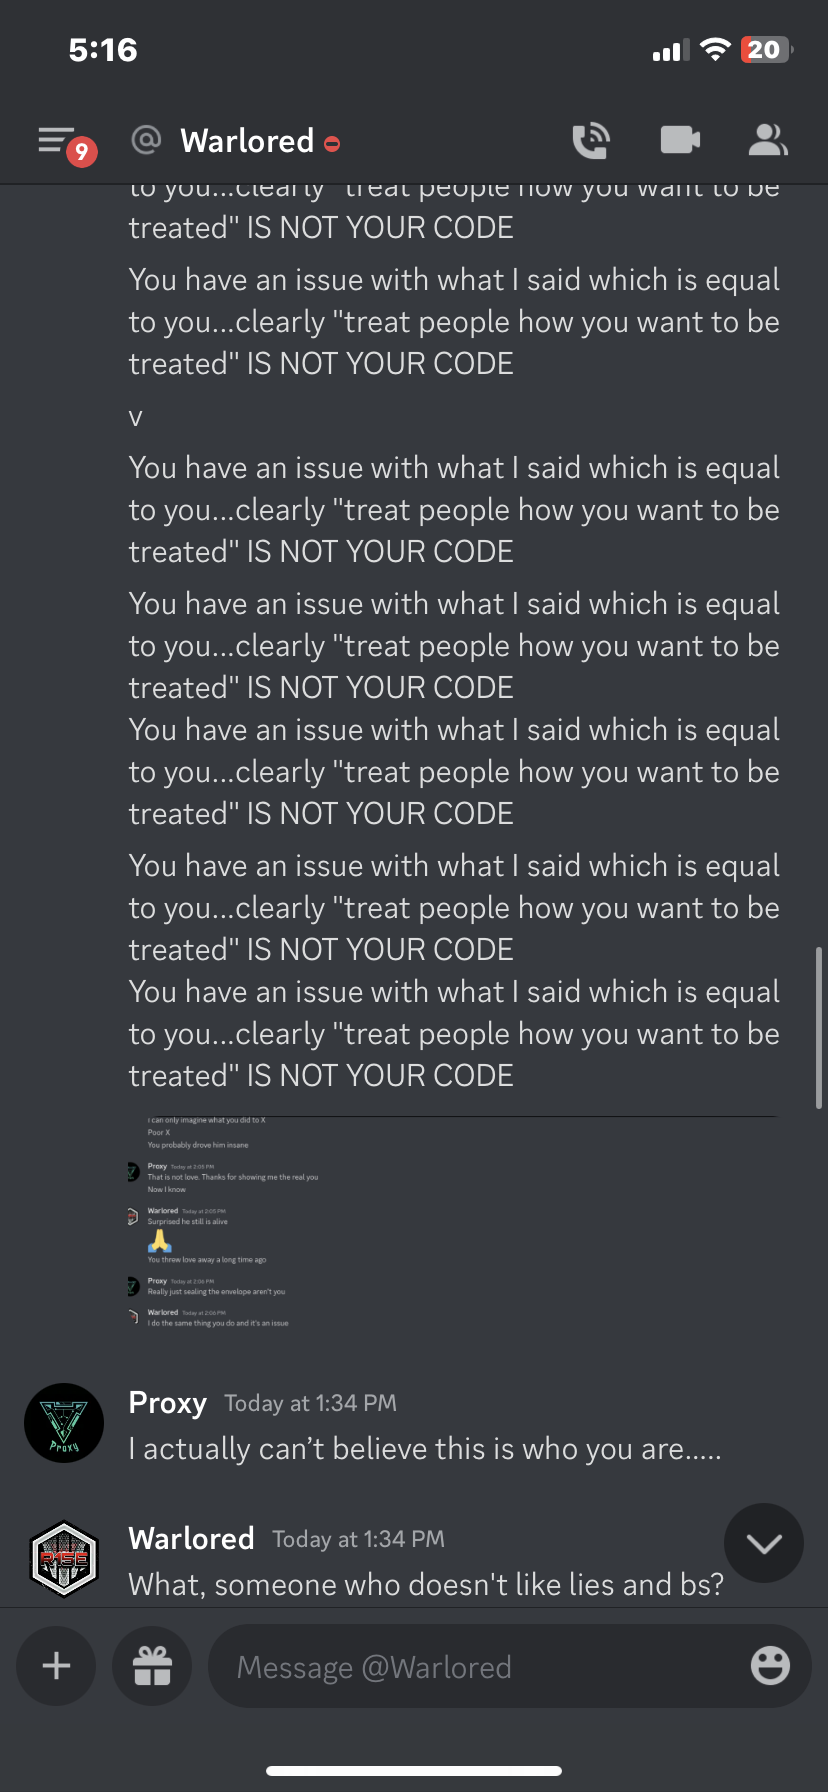 5:16
20
9
@ Warlored
to you...clearly "treat people how you want to be
treated" IS NOT YOUR CODE
You have an issue with what I said which is equal
to you...clearly "treat people how you want to be
treated" IS NOT YOUR CODE
v
You have an issue with what I said which is equal
to you...clearly "treat people how you want to be
treated" IS NOT YOUR CODE
You have an issue with what I said which is equal
to you...clearly "treat people how you want to be
treated" IS NOT YOUR CODE
You have an issue with what I said which is equal
to you...clearly "treat people how you want to be
treated" IS NOT YOUR CODE
You have an issue with what I said which is equal
to you...clearly "treat people how you want to be
treated" IS NOT YOUR CODE
You have an issue with what I said which is equal
to you...clearly "treat people how you want to be
treated" IS NOT YOUR CODE
I can only imagine what you did to X
Poor X
You probably drove him insane
Proxy Today at 2:05 PM
That is not love. Thanks for showing me the real you
Now I know
Warlored Today at 2:05 PM
Surprised he still is alive
🙏
You threw love away a long time ago
Proxy Today at 2:06 PM
Really just sealing the envelope aren't you
Warlored Today at 2:06 PM
I do the same thing you do and it's an issue
Proxy Today at 1:34 PM
Proxy
I actually can't believe this is who you are.....
Warlored Today at 1:34 PM
R1SE
What, someone who doesn't like lies and bs?
Message @Warlored